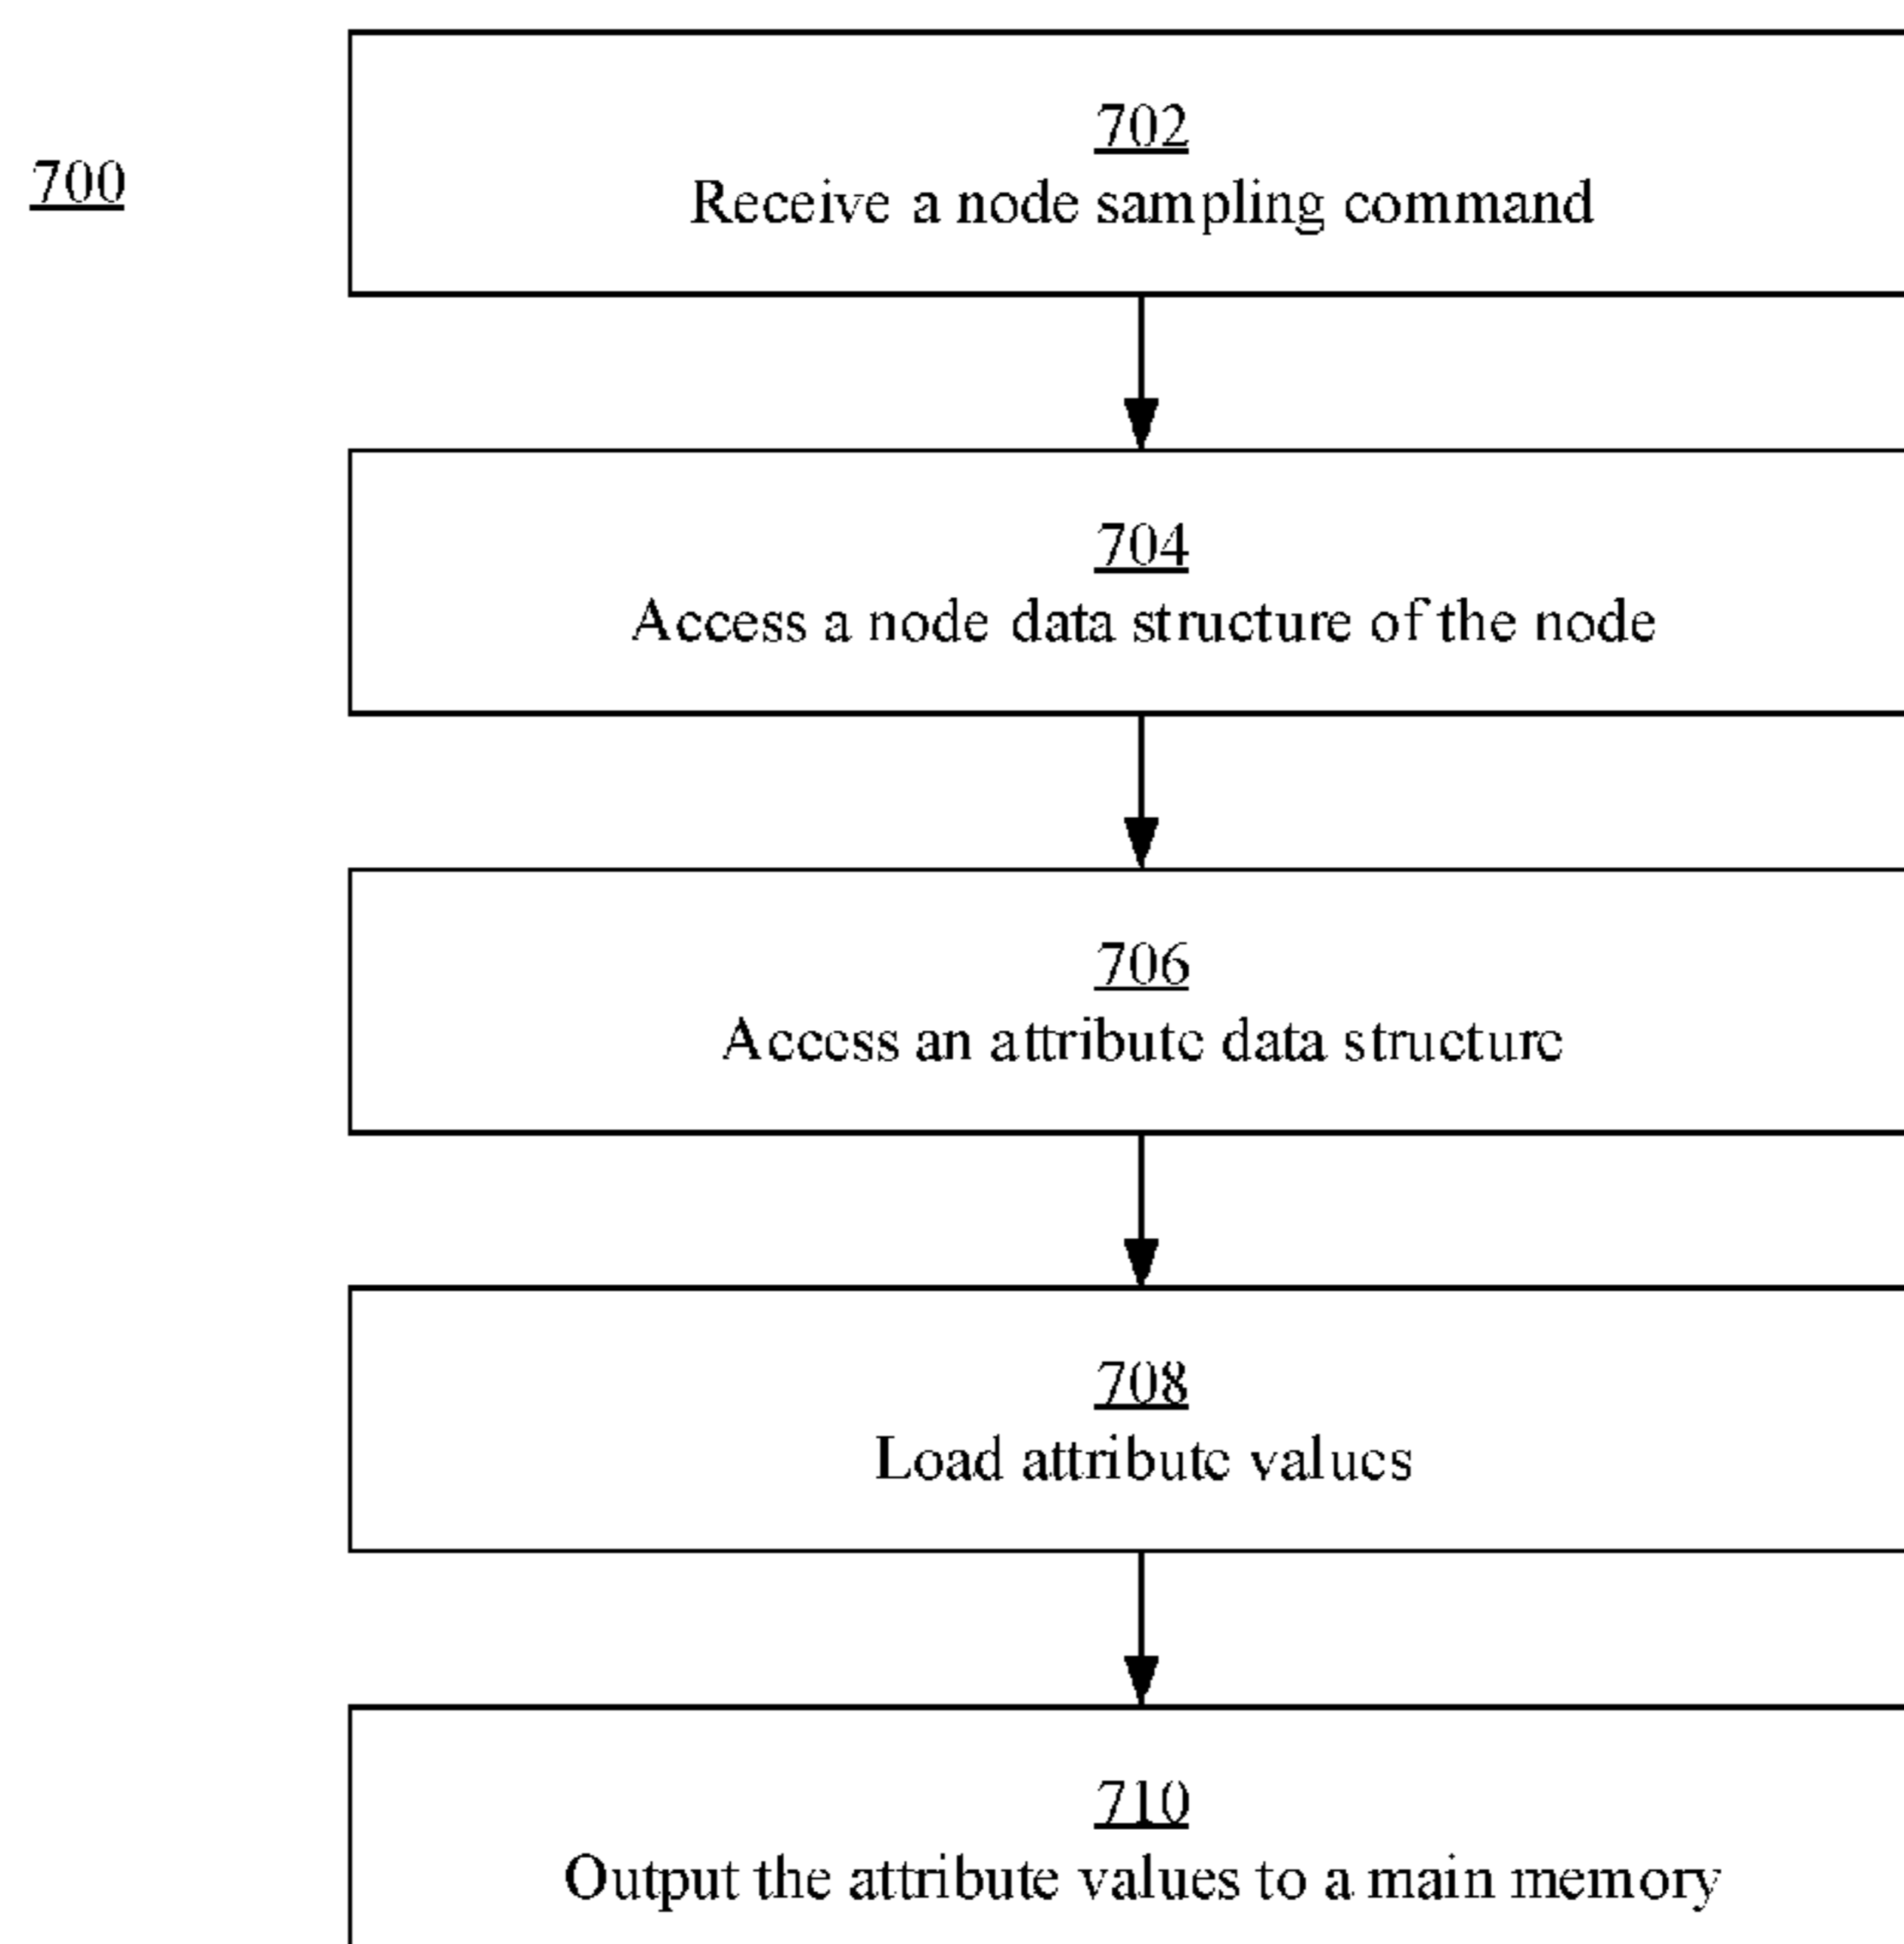 700
702
Receive a node sampling command
704
Access a node data structure of the node
706
Access an attribute data structure
708
Load attribute values
710
Output the attribute values to a main memory